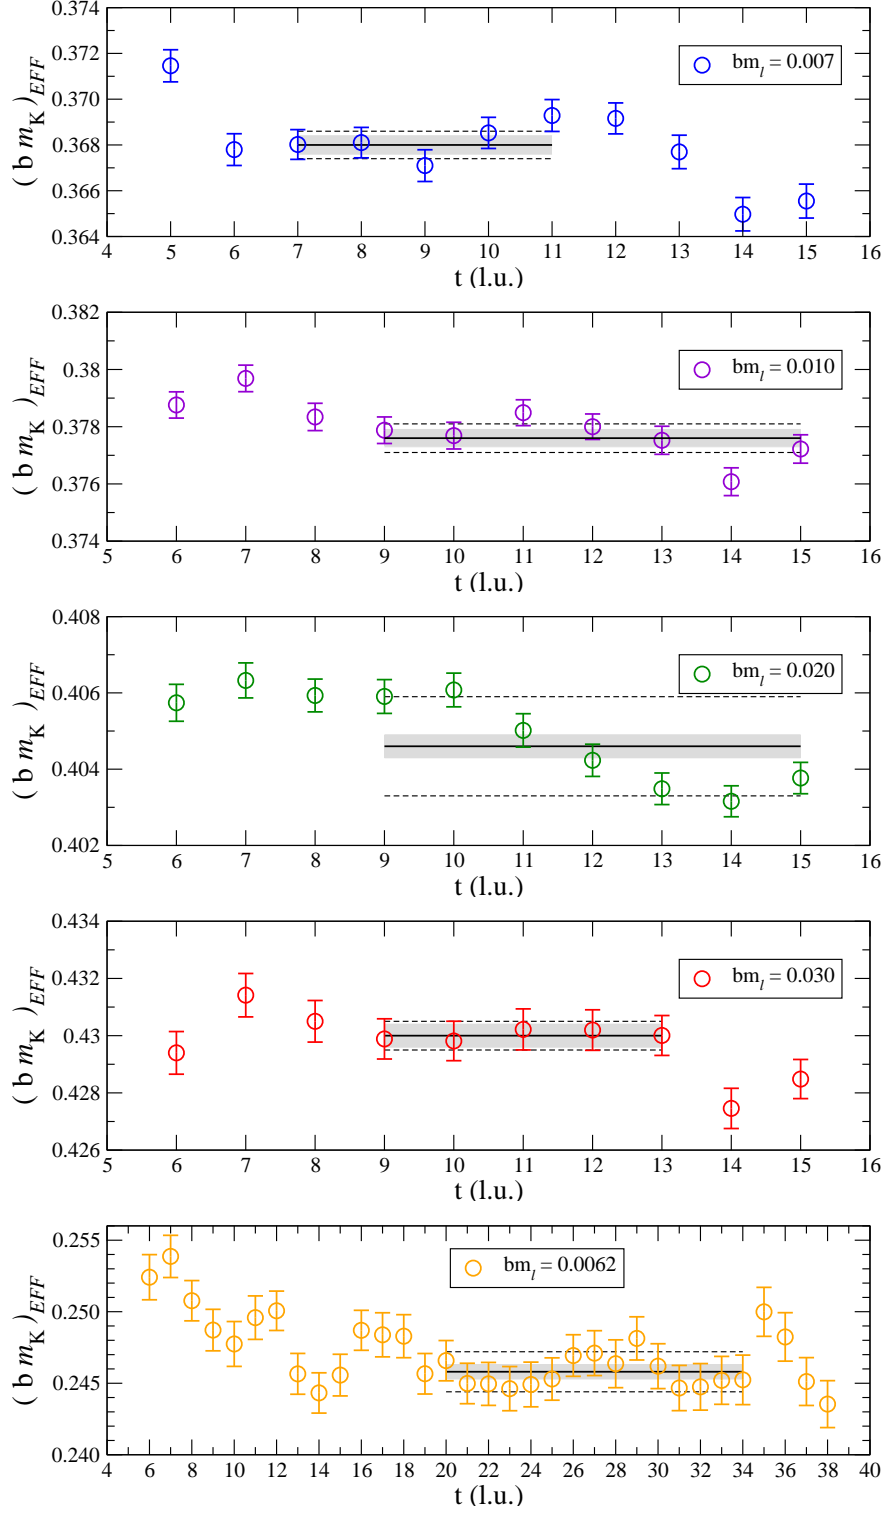 0.374
0.372
0.370
0.368
0.366
0.364
( b m_K )_EFF
bm_l = 0.007
4 5 6 7 8 9 10 11 12 13 14 15 16
t (l.u.)
0.382
0.38
0.378
0.376
0.374
( b m_K )_EFF
bm_l = 0.010
5 6 7 8 9 10 11 12 13 14 15 16
t (l.u.)
0.408
0.406
0.404
0.402
( b m_K )_EFF
bm_l = 0.020
5 6 7 8 9 10 11 12 13 14 15 16
t (l.u.)
0.434
0.432
0.43
0.428
0.426
( b m_K )_EFF
bm_l = 0.030
5 6 7 8 9 10 11 12 13 14 15 16
t (l.u.)
0.255
0.250
0.245
0.240
( b m_K )_EFF
bm_l = 0.0062
4 6 8 10 12 14 16 18 20 22 24 26 28 30 32 34 36 38 40
t (l.u.)